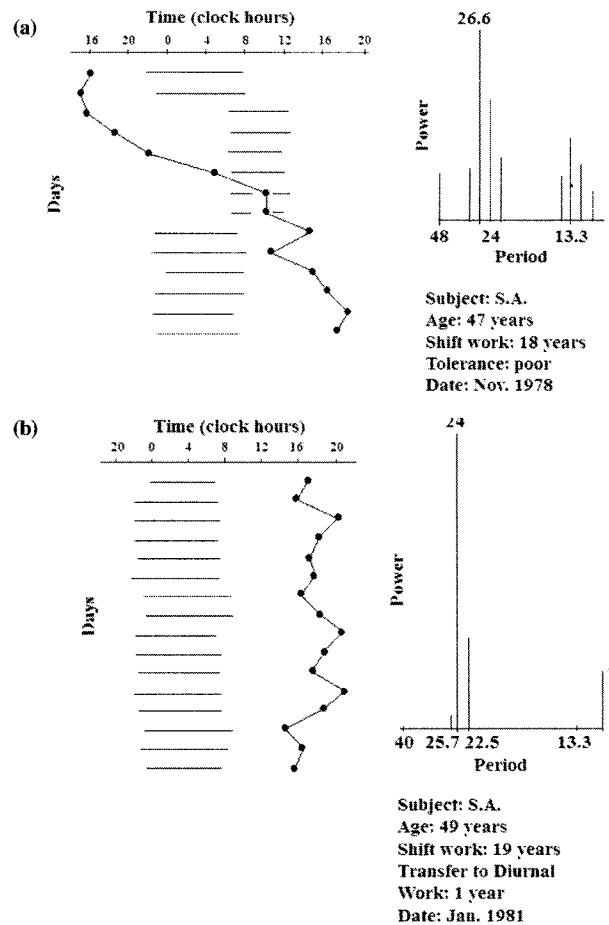 (a)
Time (clock hours)
16 20 0 4 8 12 16 20
Days
26.6
Power
48 24 13.3
Period
Subject: S.A.
Age: 47 years
Shift work: 18 years
Tolerance: poor
Date: Nov. 1978
(b)
Time (clock hours)
20 0 4 8 12 16 20
Days
24
Power
40 25.7 22.5 13.3
Period
Subject: S.A.
Age: 49 years
Shift work: 19 years
Transfer to Diurnal
Work: 1 year
Date: Jan. 1981